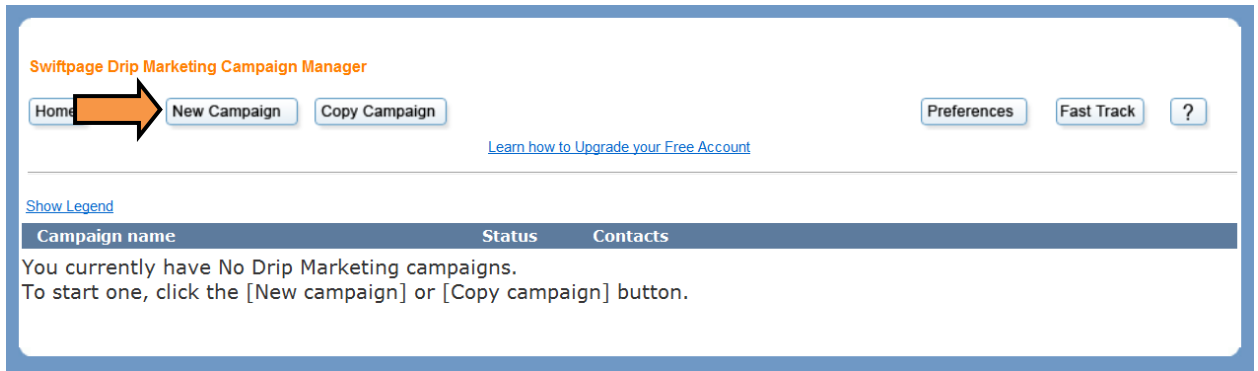 Swiftpage Drip Marketing Campaign Manager
Home New Campaign Copy Campaign Preferences Fast Track ?
Learn how to Upgrade your Free Account
Show Legend
Campaign name Status Contacts
You currently have No Drip Marketing campaigns.
To start one, click the [New campaign] or [Copy campaign] button.